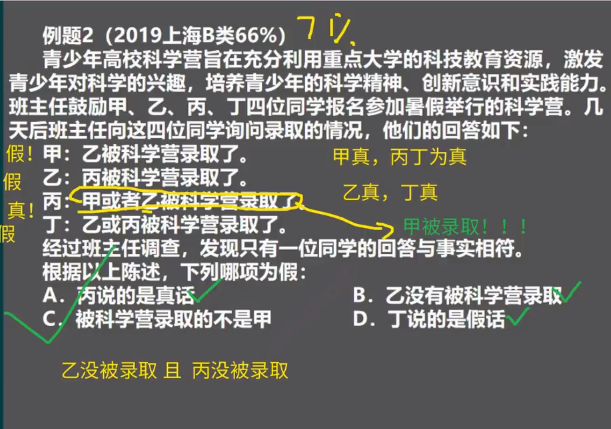 例题2（2019上海B类66%） 71%
青少年高校科学营旨在充分利用重点大学的科技教育资源，激发
青少年对科学的兴趣，培养青少年的科学精神、创新意识和实践能力。
班主任鼓励甲、乙、丙、丁四位同学报名参加暑假举行的科学营。几
天后班主任向这四位同学询问录取的情况，他们的回答如下：
假！ 甲：乙被科学营录取了。 甲真，丙丁为真
假 乙：丙被科学营录取了。 乙真，丁真
真！ 丙：甲或者乙被科学营录取了
假 丁：乙或丙被科学营录取了。 甲被录取！！！
经过班主任调查，发现只有一位同学的回答与事实相符。
根据以上陈述，下列哪项为假：
A．丙说的是真话 B．乙没有被科学营录取
C．被科学营录取的不是甲 D．丁说的是假话
乙没被录取 且 丙没被录取